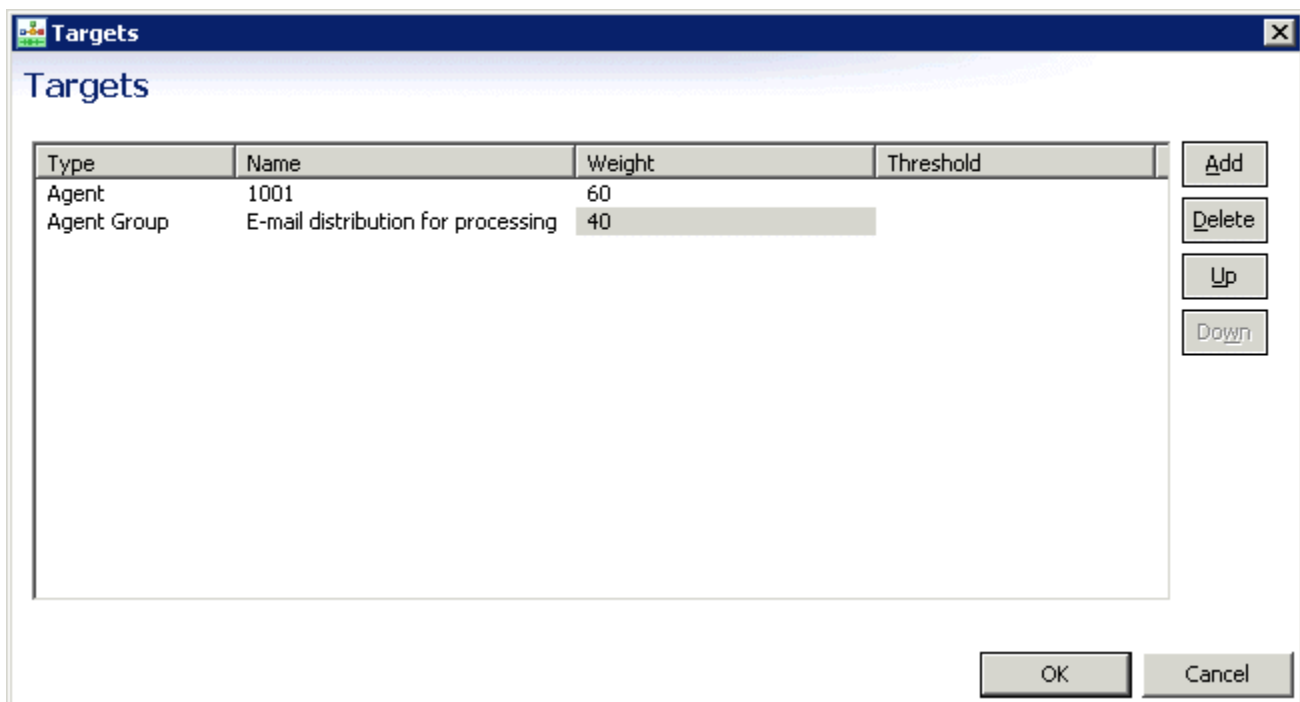 Targets
Targets
Type Name Weight Threshold
Agent 1001 60
Agent Group E-mail distribution for processing 40
Add
Delete
Up
Down
OK Cancel